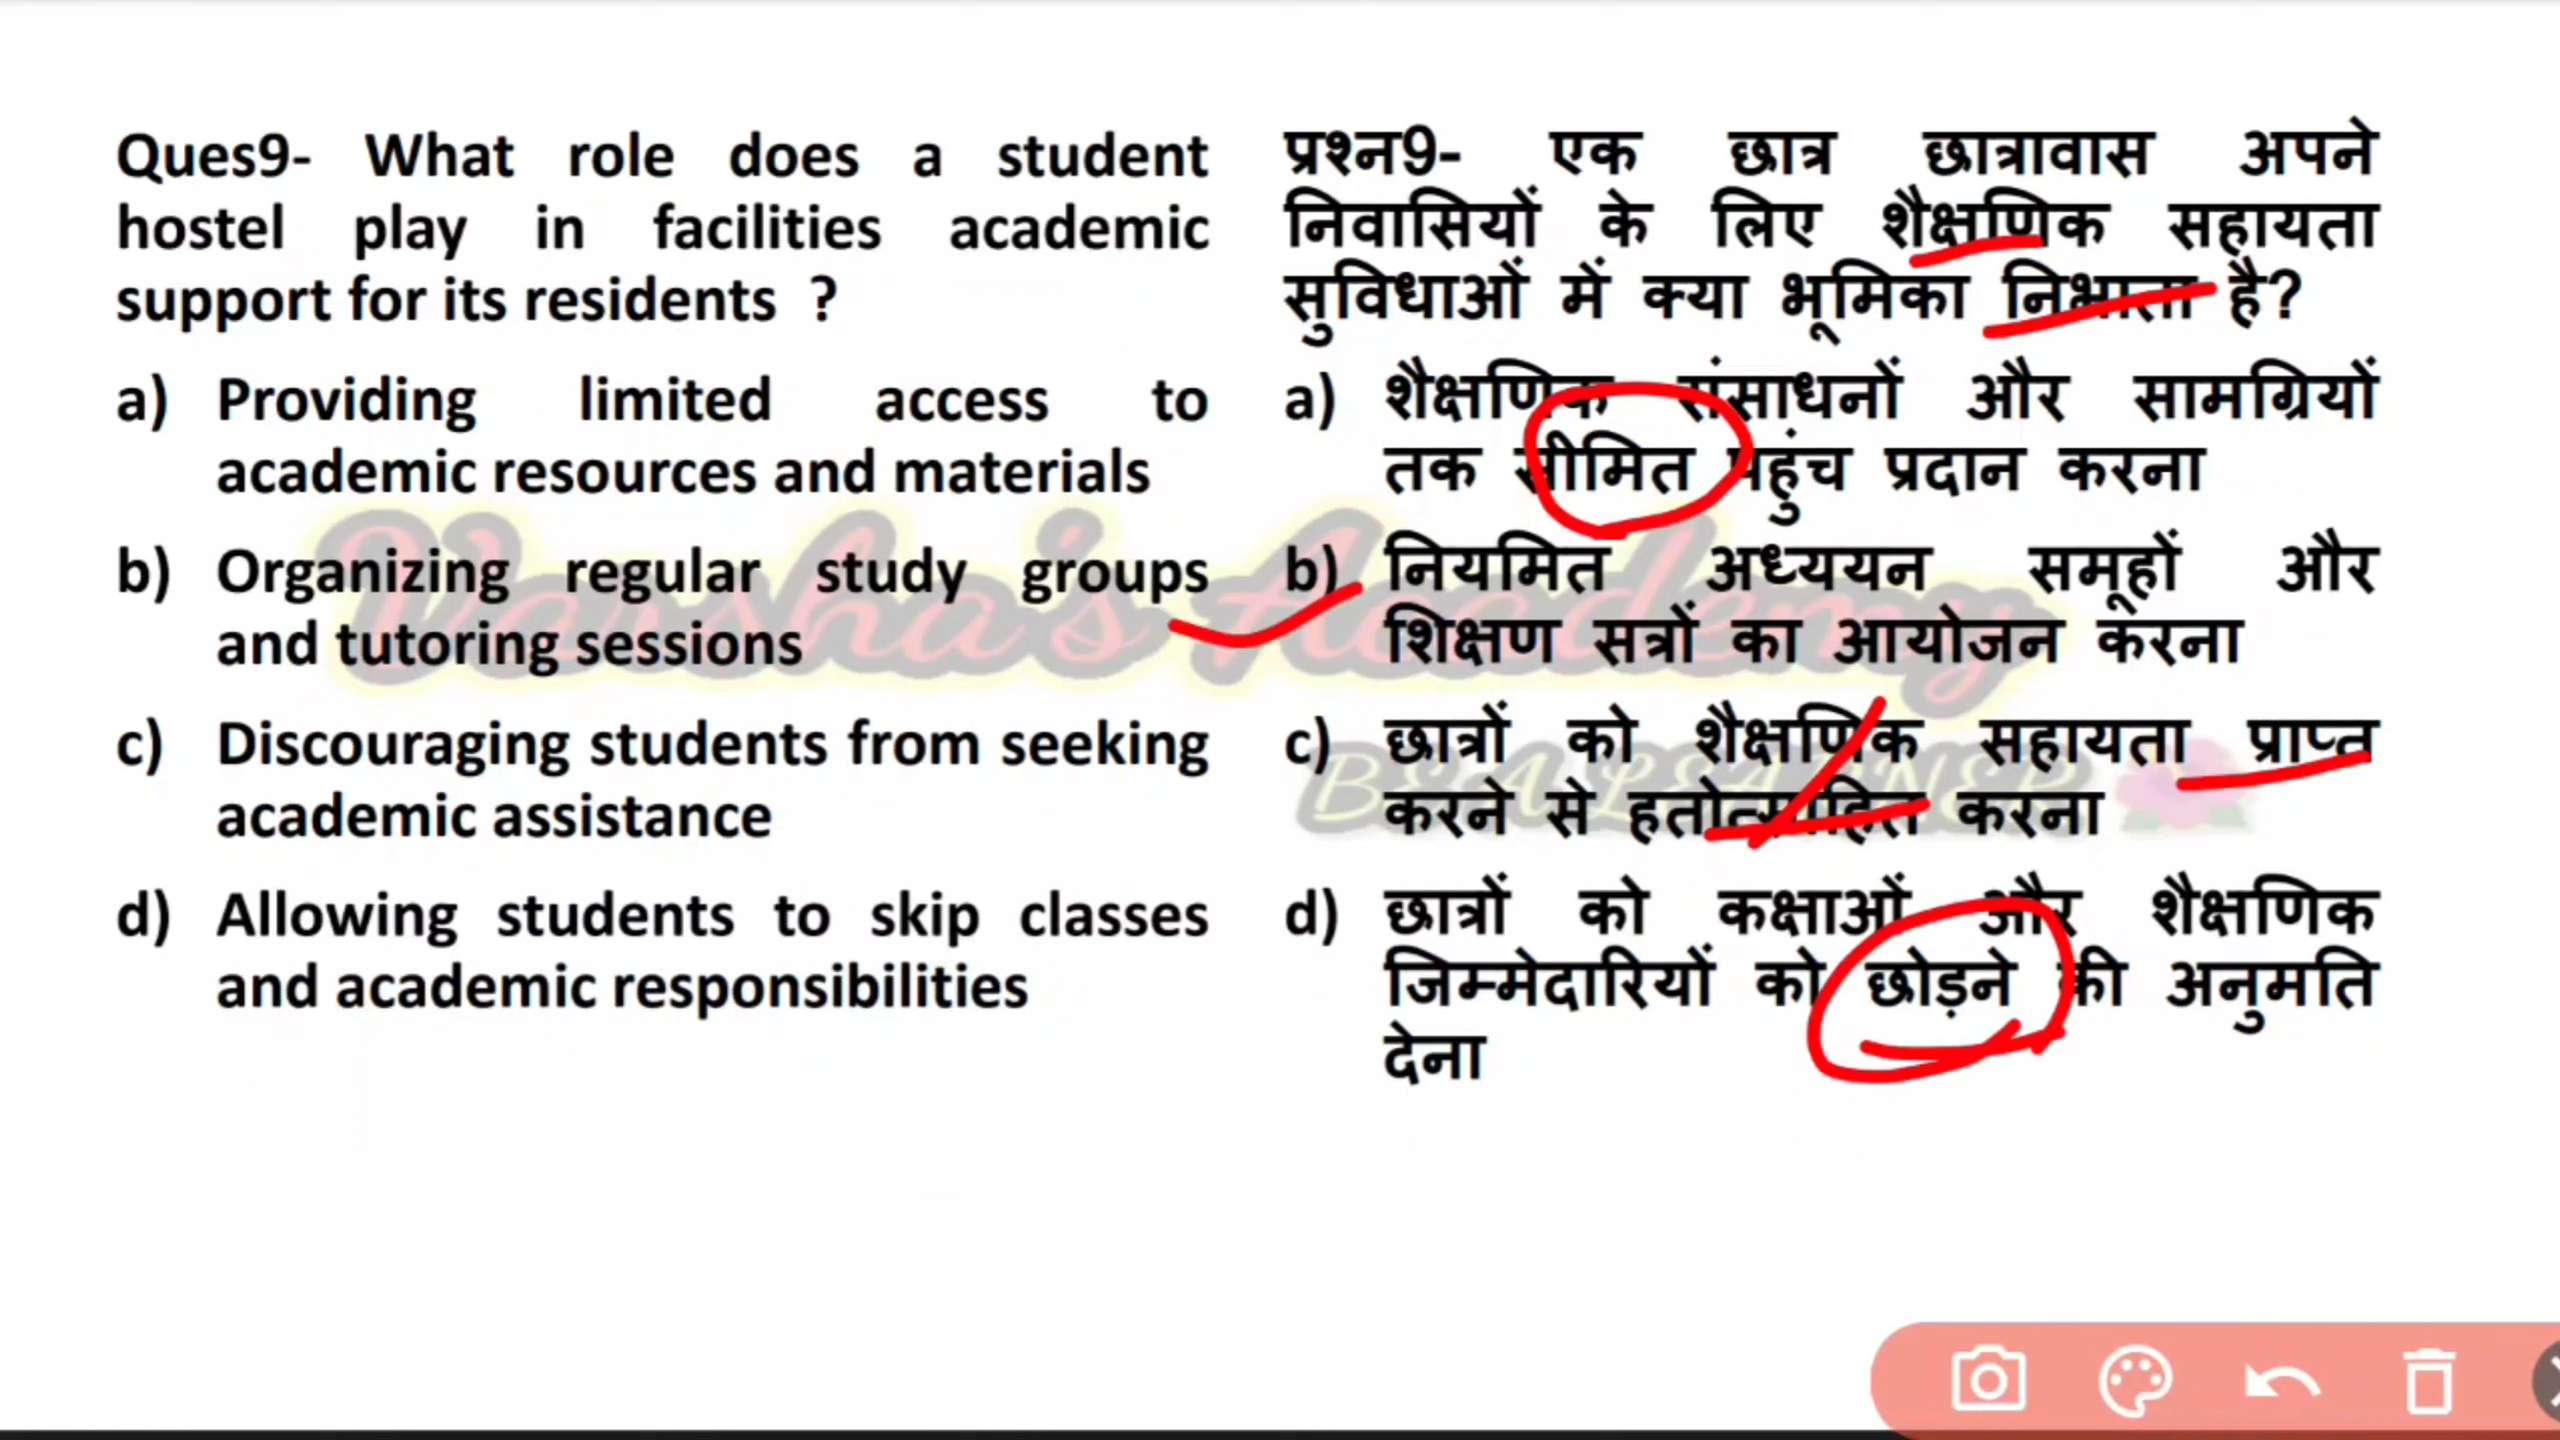 Ques9- What role does a student
hostel play in facilities academic
support for its residents ?
a) Providing limited access to
academic resources and materials
b) Organizing regular study groups
and tutoring sessions
c) Discouraging students from seeking
academic assistance
d) Allowing students to skip classes
and academic responsibilities
प्रश्न9- एक छात्र छात्रावास अपने
निवासियों के लिए शैक्षणिक सहायता
सुविधाओं में क्या भूमिका निभाता है?
a) शैक्षणिक संसाधनों और सामग्रियों
तक सीमित पहुंच प्रदान करना
b) नियमित अध्ययन समूहों और
शिक्षण सत्रों का आयोजन करना
c) छात्रों को शैक्षणिक सहायता प्राप्त
करने से हतोत्साहित करना
d) छात्रों को कक्षाओं और शैक्षणिक
जिम्मेदारियों को छोड़ने की अनुमति
देना
Varsha's Academy
BE A LEARNER